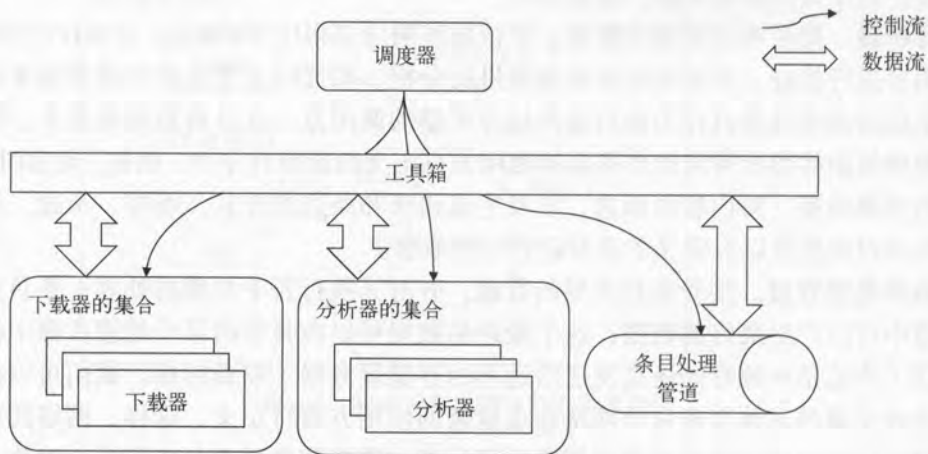 控制流
数据流
调度器
工具箱
下载器的集合
下载器
分析器的集合
分析器
条目处理
管道